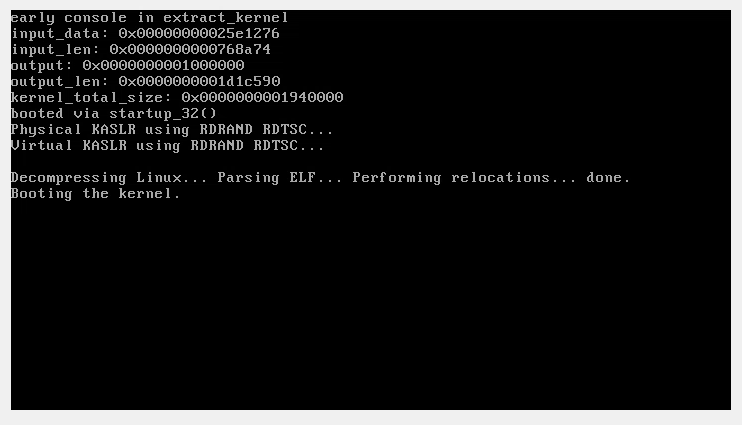 early console in extract_kernel
input_data: 0x00000000025e1276
input_len: 0x0000000000768a74
output: 0x0000000001000000
output_len: 0x0000000001d1c590
kernel_total_size: 0x0000000001940000
booted via startup_32()
Physical KASLR using RDRAND RDTSC...
Virtual KASLR using RDRAND RDTSC...
Decompressing Linux... Parsing ELF... Performing relocations... done.
Booting the kernel.